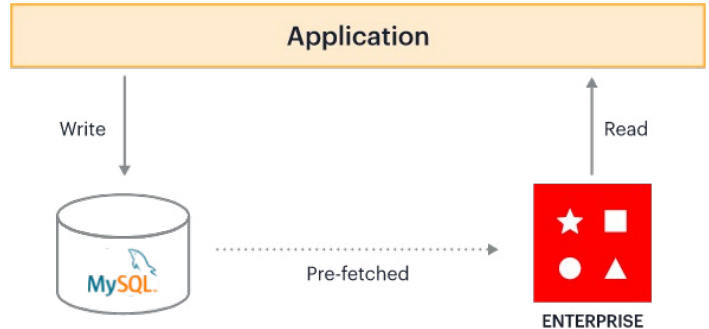 Application
Write
Read
MySQL
Pre-fetched
ENTERPRISE